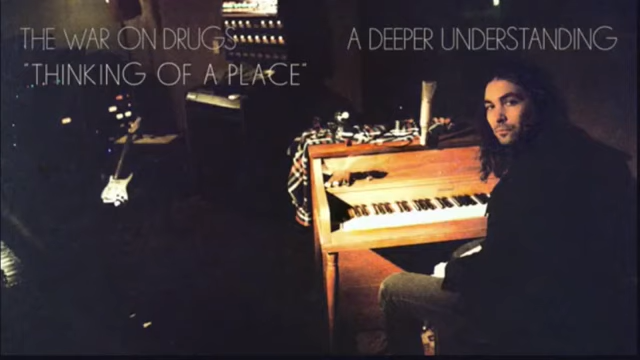 THE WAR ON DRUGS
"THINKING OF A PLACE"
A DEEPER UNDERSTANDING